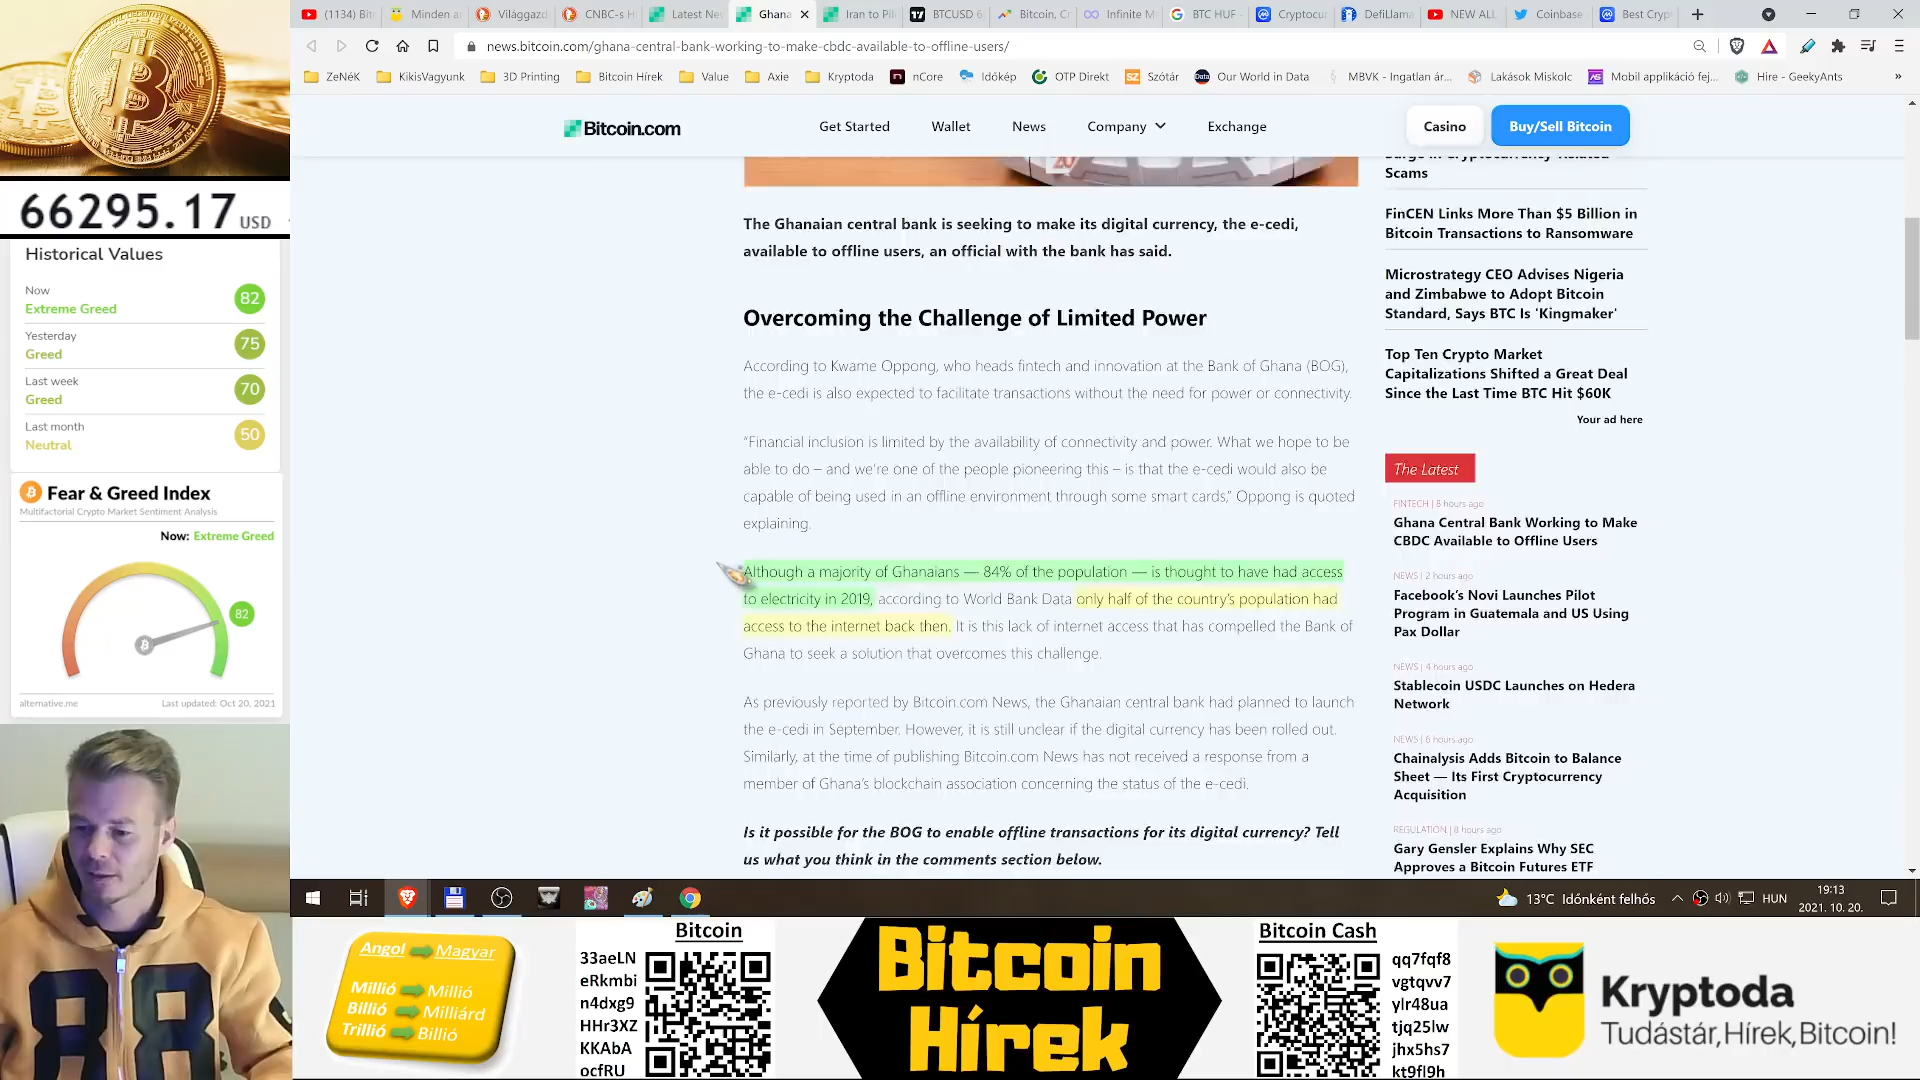 (1134) Bit
Minden a
Világgazd
CNBC-s H
Latest Ne
Ghana
Iran to Pil
BTCUSD 6
Bitcoin, Cr
Infinite M
BTC HUF -
Cryptocur
DefiLlama
NEW ALL
Coinbase
Best Cryp
news.bitcoin.com/ghana-central-bank-working-to-make-cbdc-available-to-offline-users/
ZeNéK
KikisVagyunk
3D Printing
Bitcoin Hírek
Value
Axie
Kryptoda
nCore
Időkép
OTP Direkt
Szótár
Our World in Data
MBVK - Ingatlan ár...
Lakások Miskolc
Mobil applikáció fej...
Hire - GeekyAnts
Bitcoin.com
Get Started
Wallet
News
Company
Exchange
Casino
Buy/Sell Bitcoin
66295.17 USD
Historical Values
Now
Extreme Greed
82
Yesterday
Greed
75
Last week
Greed
70
Last month
Neutral
50
Fear & Greed Index
Multifactorial Crypto Market Sentiment Analysis
Now: Extreme Greed
82
alternative.me
Last updated: Oct 20, 2021
The Ghanaian central bank is seeking to make its digital currency, the e-cedi,
available to offline users, an official with the bank has said.
Overcoming the Challenge of Limited Power
According to Kwame Oppong, who heads fintech and innovation at the Bank of Ghana (BOG),
the e-cedi is also expected to facilitate transactions without the need for power or connectivity.
“Financial inclusion is limited by the availability of connectivity and power. What we hope to be
able to do – and we’re one of the people pioneering this – is that the e-cedi would also be
capable of being used in an offline environment through some smart cards,” Oppong is quoted
explaining.
Although a majority of Ghanaians — 84% of the population — is thought to have had access
to electricity in 2019, according to World Bank Data only half of the country’s population had
access to the internet back then. It is this lack of internet access that has compelled the Bank of
Ghana to seek a solution that overcomes this challenge.
As previously reported by Bitcoin.com News, the Ghanaian central bank had planned to launch
the e-cedi in September. However, it is still unclear if the digital currency has been rolled out.
Similarly, at the time of publishing Bitcoin.com News has not received a response from a
member of Ghana’s blockchain association concerning the status of the e-cedi.
Is it possible for the BOG to enable offline transactions for its digital currency? Tell
us what you think in the comments section below.
Surge in Cryptocurrency-Related
Scams
FinCEN Links More Than $5 Billion in
Bitcoin Transactions to Ransomware
Microstrategy CEO Advises Nigeria
and Zimbabwe to Adopt Bitcoin
Standard, Says BTC Is 'Kingmaker'
Top Ten Crypto Market
Capitalizations Shifted a Great Deal
Since the Last Time BTC Hit $60K
Your ad here
The Latest
FINTECH | 8 hours ago
Ghana Central Bank Working to Make
CBDC Available to Offline Users
NEWS | 2 hours ago
Facebook’s Novi Launches Pilot
Program in Guatemala and US Using
Pax Dollar
NEWS | 4 hours ago
Stablecoin USDC Launches on Hedera
Network
NEWS | 6 hours ago
Chainalysis Adds Bitcoin to Balance
Sheet — Its First Cryptocurrency
Acquisition
REGULATION | 8 hours ago
Gary Gensler Explains Why SEC
Approves a Bitcoin Futures ETF
13°C Időnként felhős
HUN
19:13
2021. 10. 20.
88
Angol Magyar
Millió Millió
Billió Milliárd
Trillió Billió
Bitcoin
33aeLN
eRkmbi
n4dxg9
HHr3XZ
KKAbA
ocfRU
Bitcoin
Hírek
Bitcoin Cash
qq7fqf8
vgtqvv7
ylr48ua
tjq25lw
jhx5hs7
kt9fl9h
Kryptoda
Tudástár,Hírek,Bitcoin!